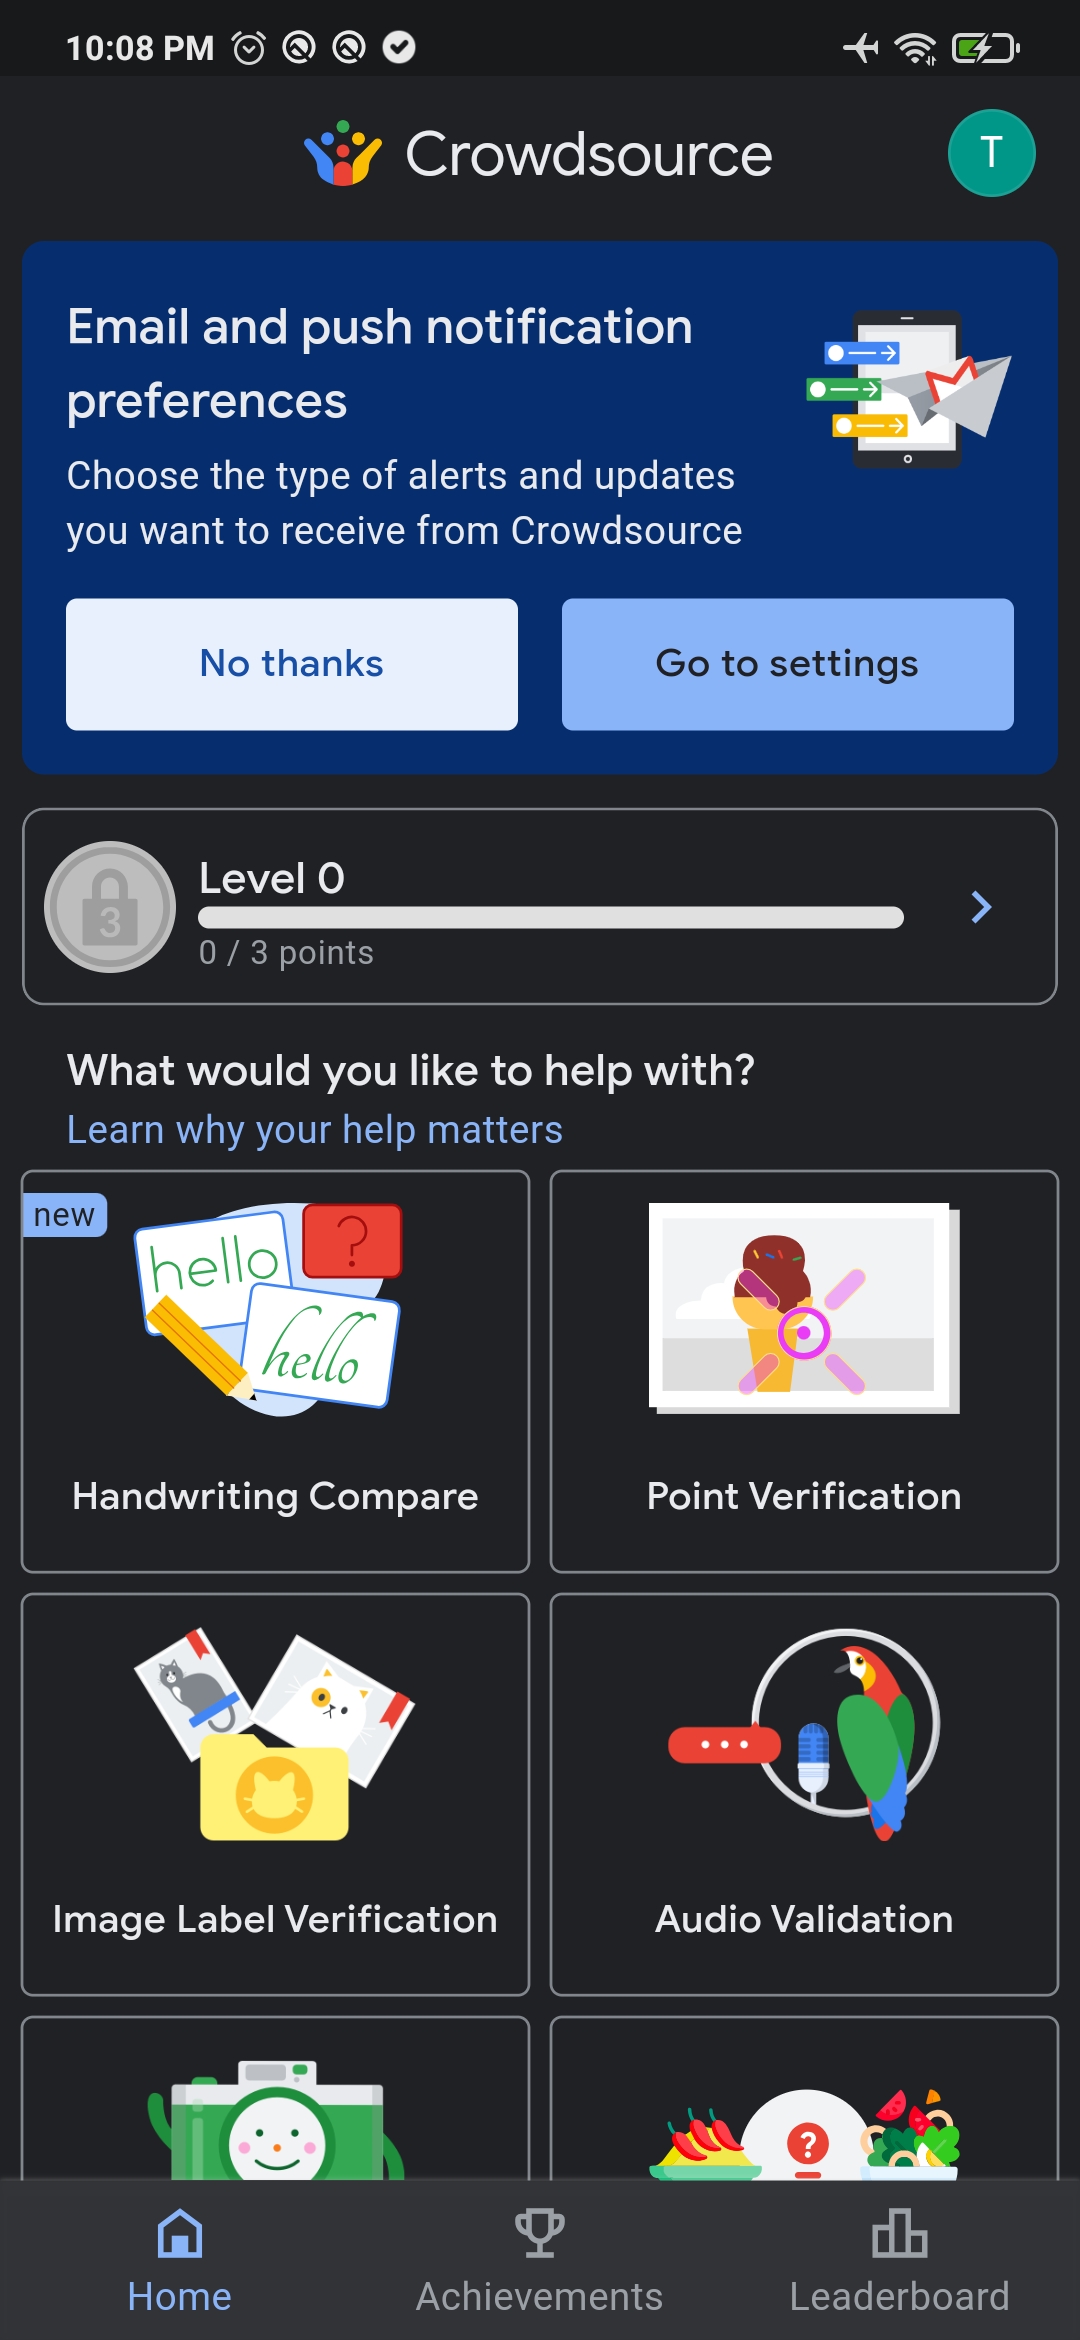 10:08 PM
Crowdsource
T
Email and push notification
preferences
Choose the type of alerts and updates
you want to receive from Crowdsource
No thanks
Go to settings
3
Level 0
0 / 3 points
What would you like to help with?
Learn why your help matters
new
hello
?
hello
Handwriting Compare
Point Verification
Image Label Verification
Audio Validation
?
Home
Achievements
Leaderboard